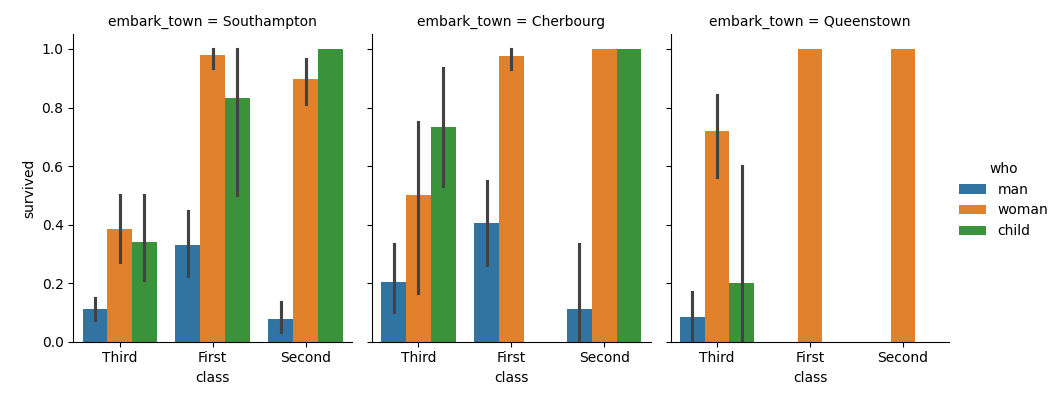 embark_town = Southampton
embark_town = Cherbourg
embark_town = Queenstown
survived
1.0
0.8
0.6
0.4
0.2
0.0
Third First Second
class
Third First Second
class
Third First Second
class
who
man
woman
child